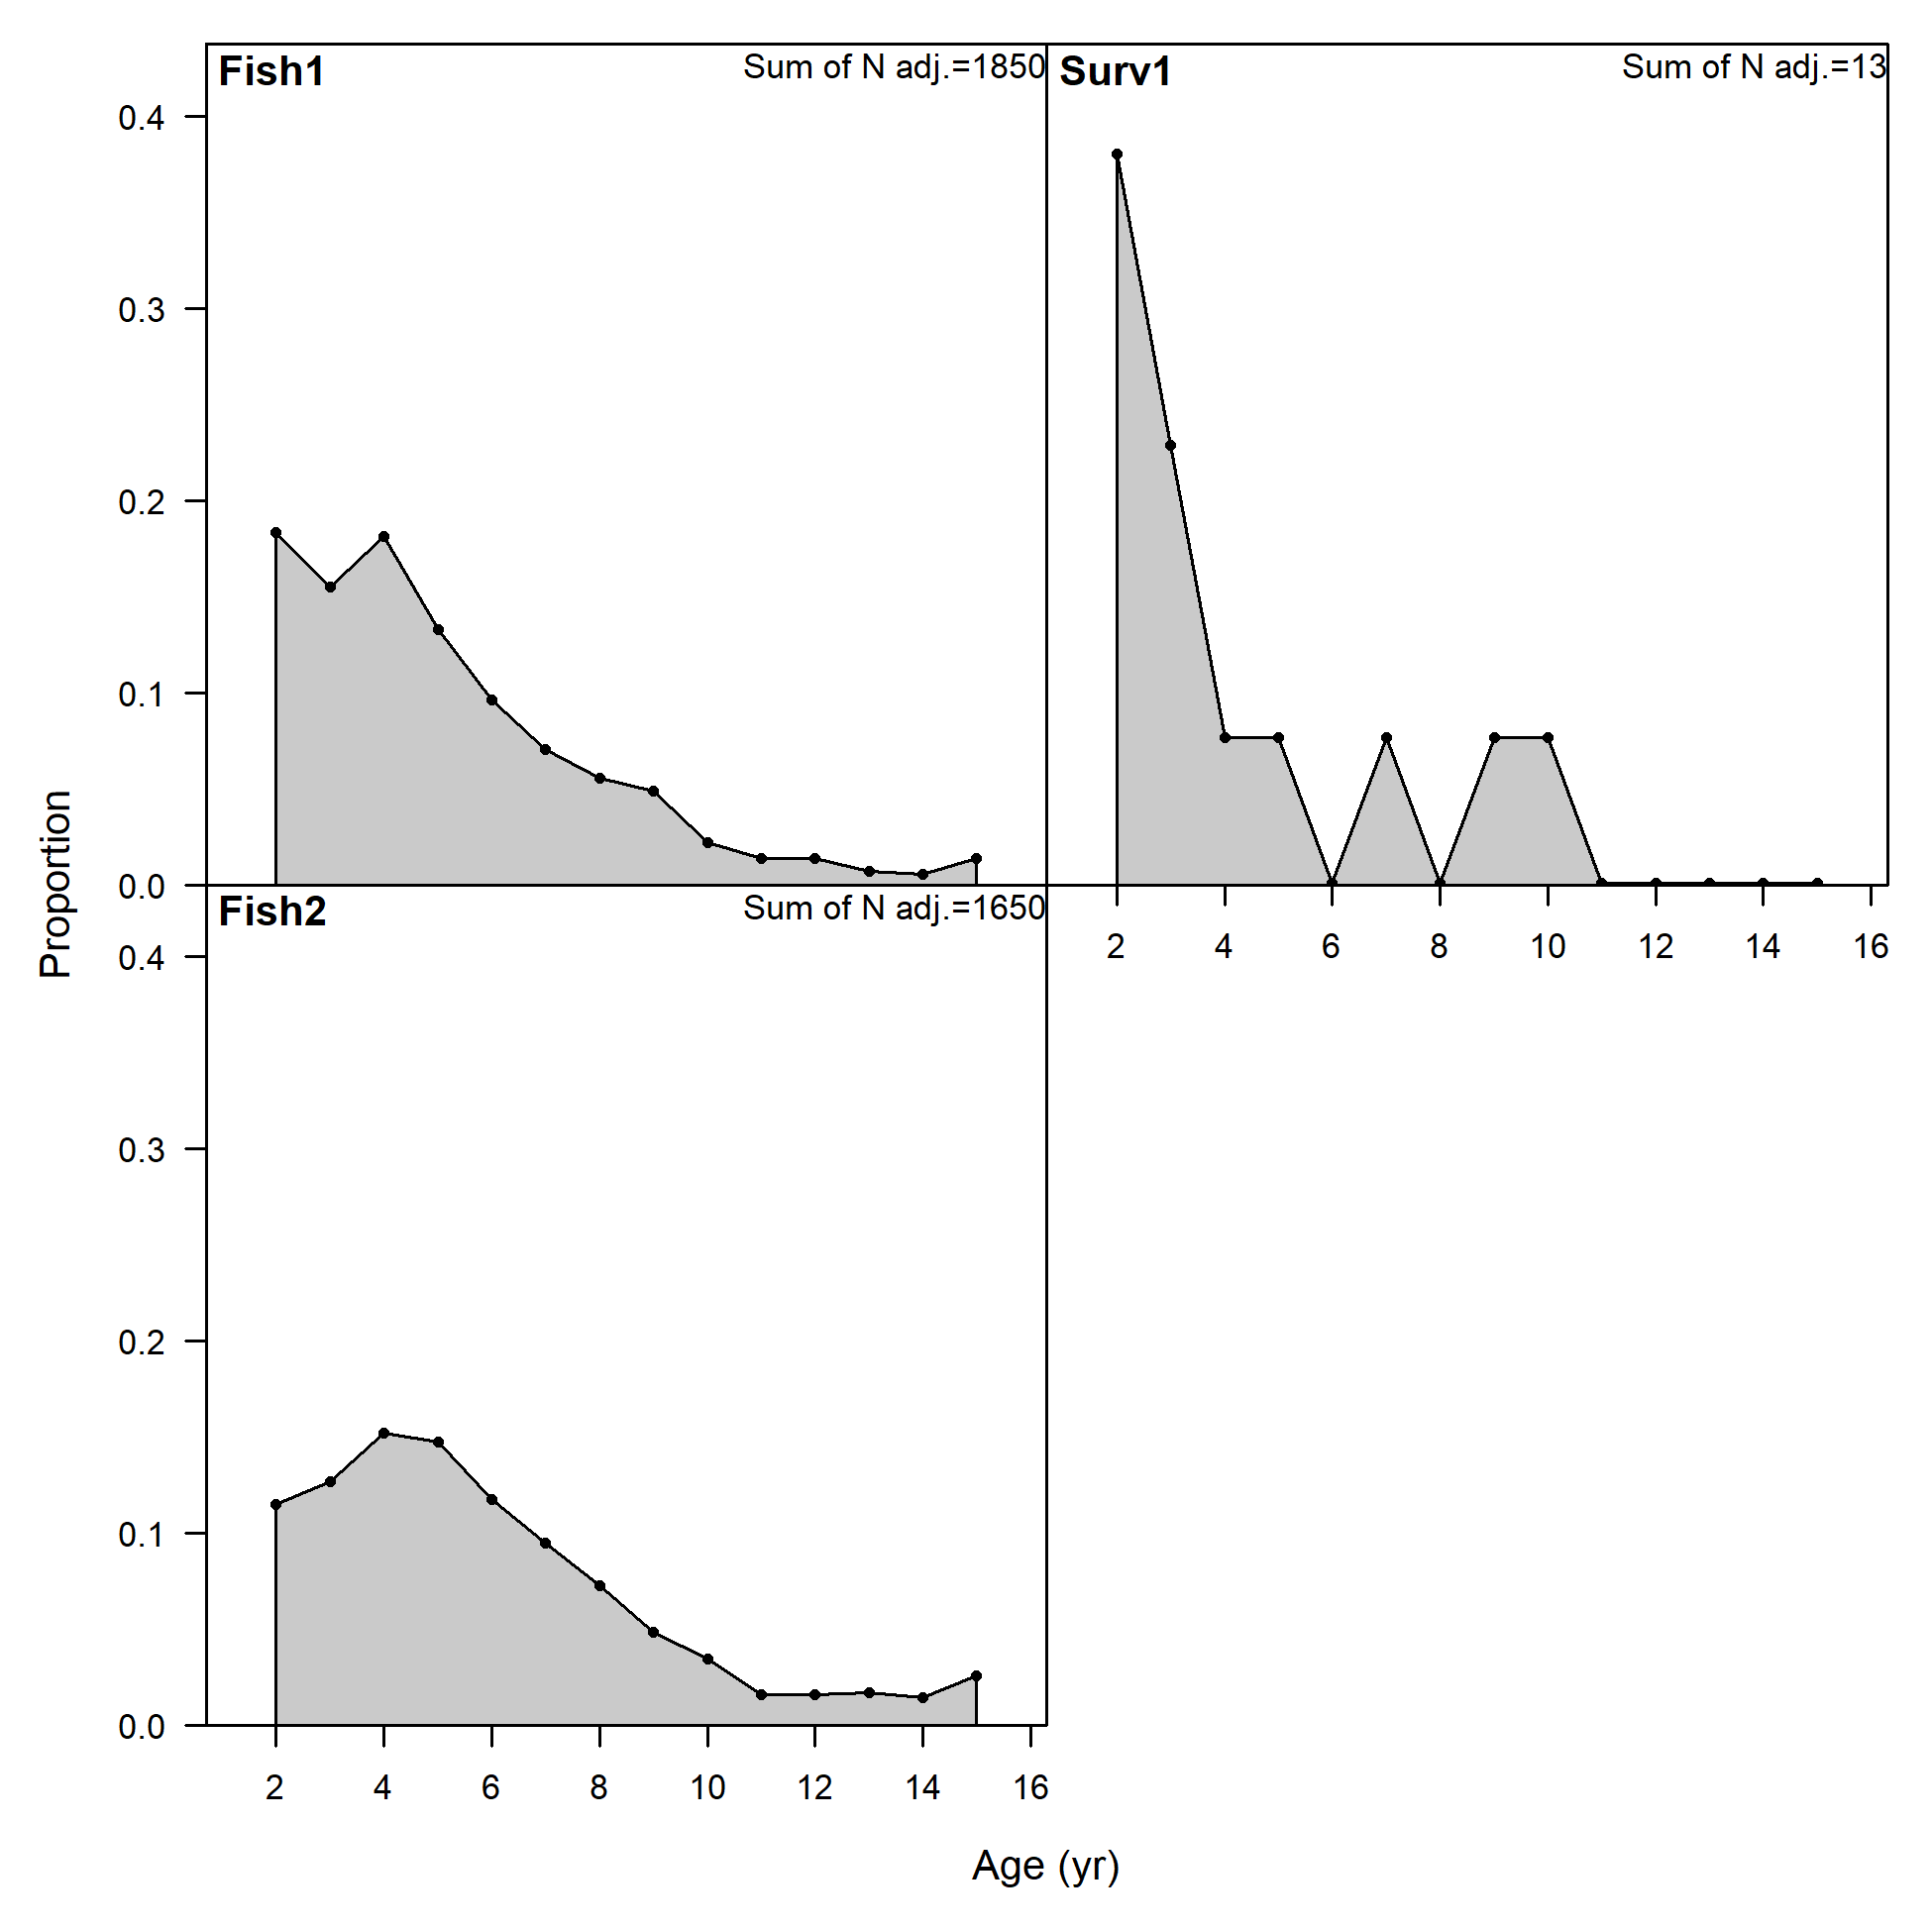 Fish1
Sum of N adj.=1850
Surv1
Sum of N adj.=13
0.4
0.3
0.2
0.1
0.0
2 4 6 8 10 12 14 16
Fish2
Sum of N adj.=1650
0.4
0.3
0.2
0.1
0.0
2 4 6 8 10 12 14 16
Proportion
Age (yr)